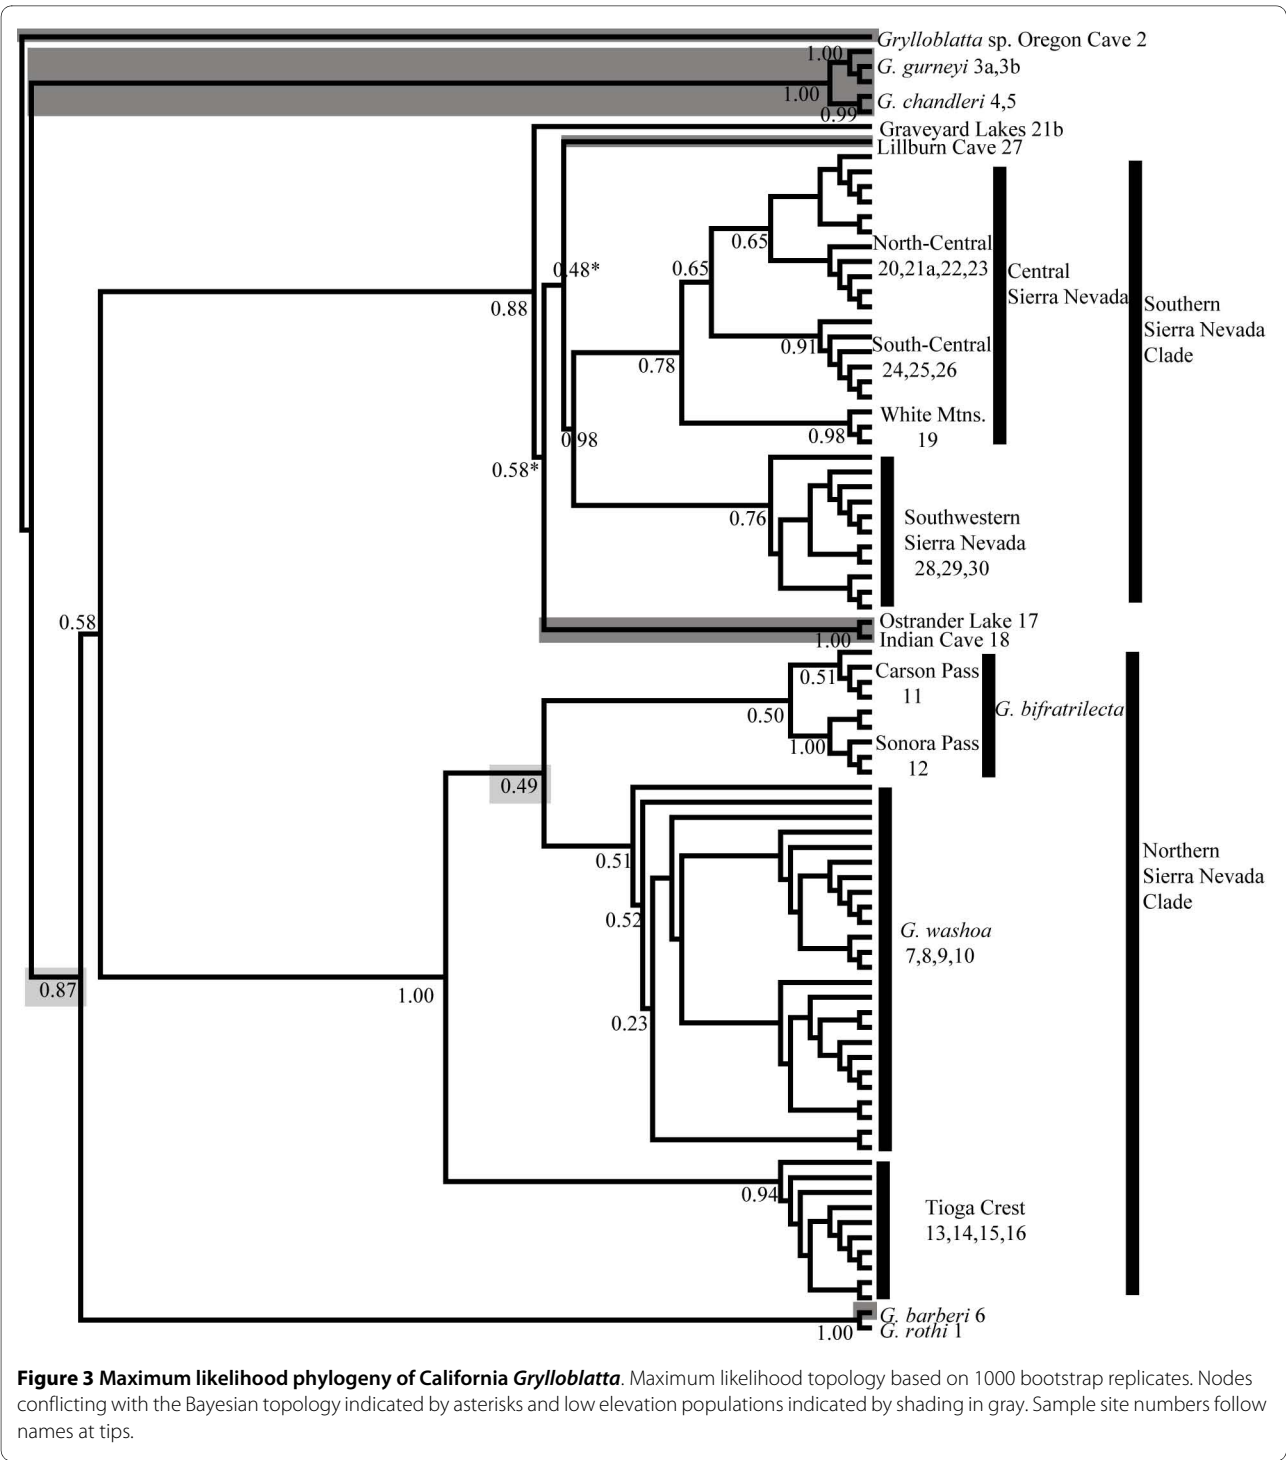 Grylloblatta sp. Oregon Cave 2
1.00
G. gurneyi 3a,3b
1.00
G. chandleri 4,5
0.99
Graveyard Lakes 21b
Lillburn Cave 27
0.65
North-Central
20,21a,22,23
0.48*
0.65
Central
Sierra Nevada
0.88
Southern
Sierra Nevada
Clade
0.91
South-Central
24,25,26
0.78
White Mtns.
19
0.98
0.98
0.58*
0.76
Southwestern
Sierra Nevada
28,29,30
0.58
Ostrander Lake 17
1.00
Indian Cave 18
0.51
Carson Pass
11
0.50
G. bifratrilecta
1.00
Sonora Pass
12
0.49
0.51
Northern
Sierra Nevada
Clade
0.52
G. washoa
7,8,9,10
0.87
1.00
0.23
0.94
Tioga Crest
13,14,15,16
G. barberi 6
1.00
G. rothi 1
Figure 3 Maximum likelihood phylogeny of California Grylloblatta. Maximum likelihood topology based on 1000 bootstrap replicates. Nodes
conflicting with the Bayesian topology indicated by asterisks and low elevation populations indicated by shading in gray. Sample site numbers follow
names at tips.